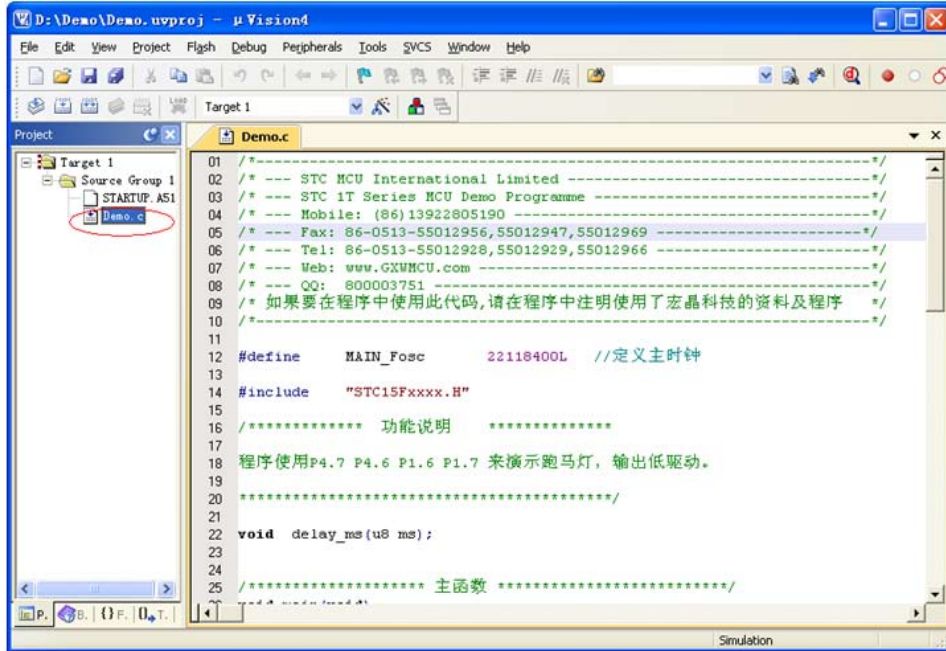 D:\Demo\Demo.uvproj - µVision4
File Edit View Project Flash Debug Peripherals Tools SVCS Window Help
Target 1
Project
Demo.c
Target 1
Source Group 1
STARTUP.A51
Demo.c
01 /*----------------------------------------------------------------------*/
02 /* --- STC MCU International Limited -----------------------------------*/
03 /* --- STC 1T Series MCU Demo Programme --------------------------------*/
04 /* --- Mobile: (86)13922805190 -----------------------------------------*/
05 /* --- Fax: 86-0513-55012956,55012947,55012969 ------------------------*/
06 /* --- Tel: 86-0513-55012928,55012929,55012966 -------------------------*/
07 /* --- Web: www.GXWMCU.com ---------------------------------------------*/
08 /* --- QQ:  800003751 --------------------------------------------------*/
09 /* 如果要在程序中使用此代码,请在程序中注明使用了宏晶科技的资料及程序 */
10 /*----------------------------------------------------------------------*/
11
12 #define MAIN_Fosc 22118400L //定义主时钟
13
14 #include "STC15Fxxxx.H"
15
16 /************* 功能说明 **************
17
18 程序使用P4.7 P4.6 P1.6 P1.7 来演示跑马灯，输出低驱动。
19
20 ******************************************/
21
22 void delay_ms(u8 ms);
23
24
25 /******************** 主函数 **************************/
P. B. {} F. 0 T.
Simulation